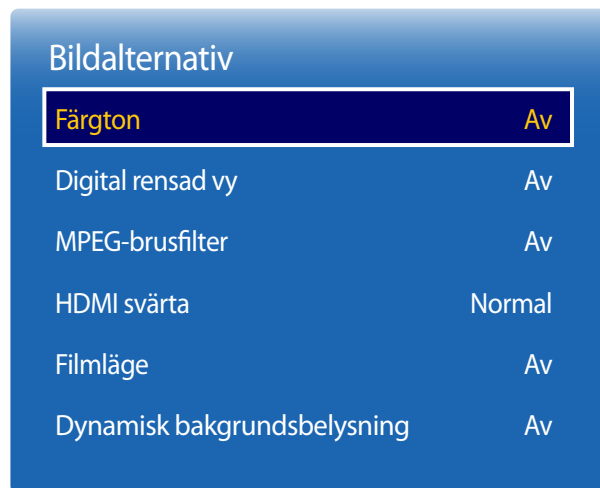 Bildalternativ
Färgton Av
Digital rensad vy Av
MPEG-brusfilter Av
HDMI svärta Normal
Filmläge Av
Dynamisk bakgrundsbelysning Av